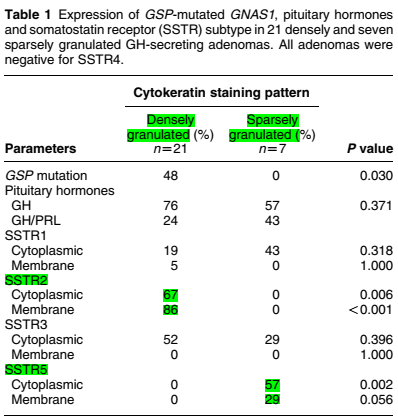 Table 1 Expression of GSP-mutated GNAS1, pituitary hormones
and somatostatin receptor (SSTR) subtype in 21 densely and seven
sparsely granulated GH-secreting adenomas. All adenomas were
negative for SSTR4.
Cytokeratin staining pattern
Densely Sparsely
granulated (%) granulated (%)
Parameters n=21 n=7 P value
GSP mutation 48 0 0.030
Pituitary hormones
GH 76 57 0.371
GH/PRL 24 43
SSTR1
Cytoplasmic 19 43 0.318
Membrane 5 0 1.000
SSTR2
Cytoplasmic 67 0 0.006
Membrane 86 0 <0.001
SSTR3
Cytoplasmic 52 29 0.396
Membrane 0 0 1.000
SSTR5
Cytoplasmic 0 57 0.002
Membrane 0 29 0.056